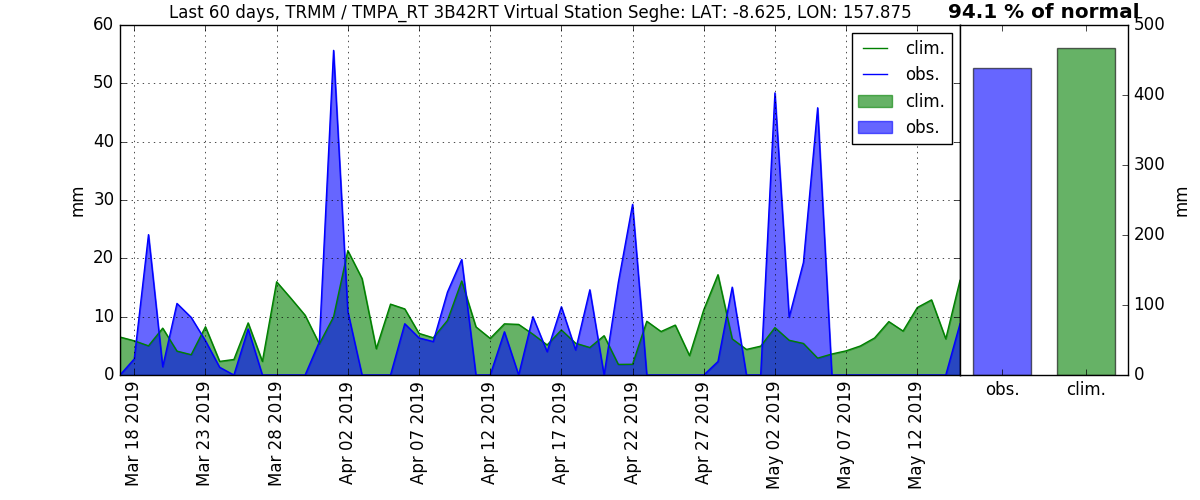 Last 60 days, TRMM / TMPA_RT 3B42RT Virtual Station Seghe: LAT: -8.625, LON: 157.875
94.1 % of normal
60
50
40
30
20
10
0
mm
clim.
obs.
clim.
obs.
Mar 18 2019
Mar 23 2019
Mar 28 2019
Apr 02 2019
Apr 07 2019
Apr 12 2019
Apr 17 2019
Apr 22 2019
Apr 27 2019
May 02 2019
May 07 2019
May 12 2019
500
400
300
200
100
0
mm
obs.
clim.